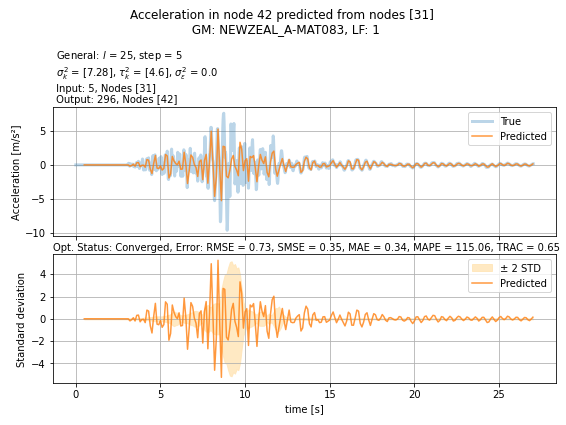 Acceleration in node 42 predicted from nodes [31]
GM: NEWZEAL_A-MAT083, LF: 1
General: l = 25, step = 5
σ²ₖ = [7.28], τ²ₖ = [4.6], σ²ε = 0.0
Input: 5, Nodes [31]
Output: 296, Nodes [42]
Acceleration [m/s²]
5
0
−5
−10
True
Predicted
Opt. Status: Converged, Error: RMSE = 0.73, SMSE = 0.35, MAE = 0.34, MAPE = 115.06, TRAC = 0.65
Standard deviation
4
2
0
−2
−4
± 2 STD
Predicted
0 5 10 15 20 25
time [s]